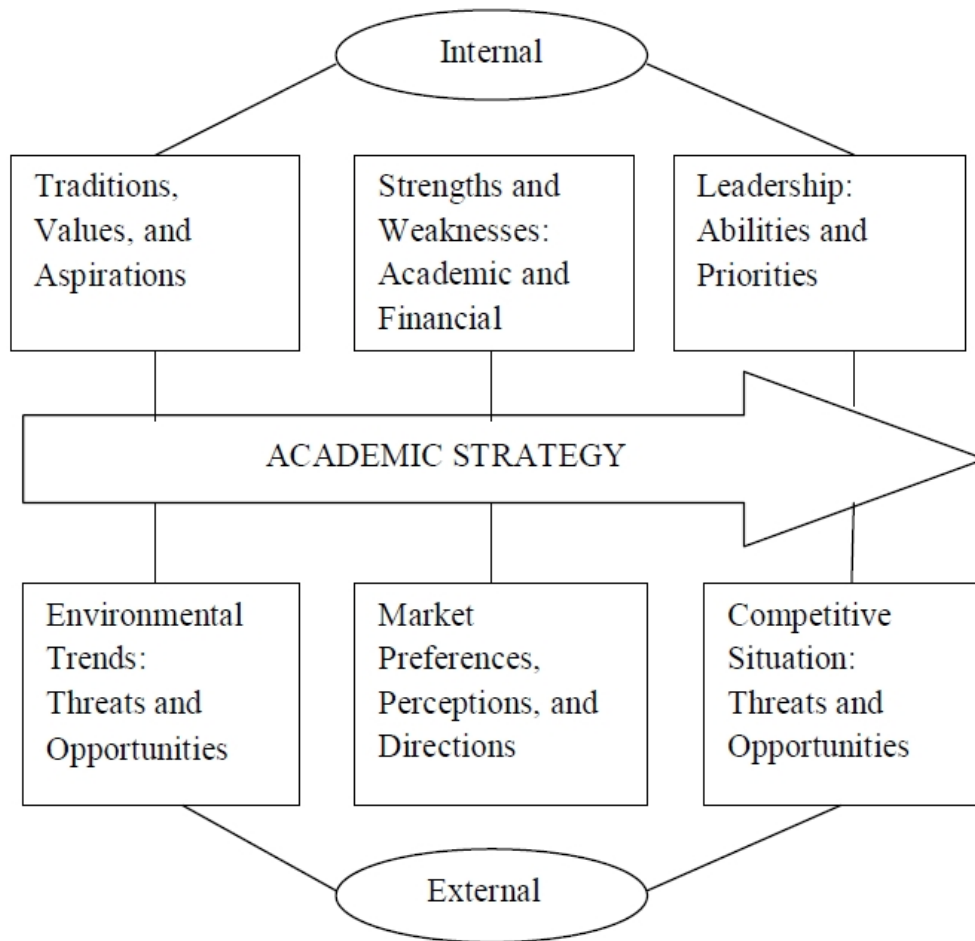 Internal
Traditions,
Values, and
Aspirations
Strengths and
Weaknesses:
Academic and
Financial
Leadership:
Abilities and
Priorities
ACADEMIC STRATEGY
Environmental
Trends:
Threats and
Opportunities
Market
Preferences,
Perceptions, and
Directions
Competitive
Situation:
Threats and
Opportunities
External